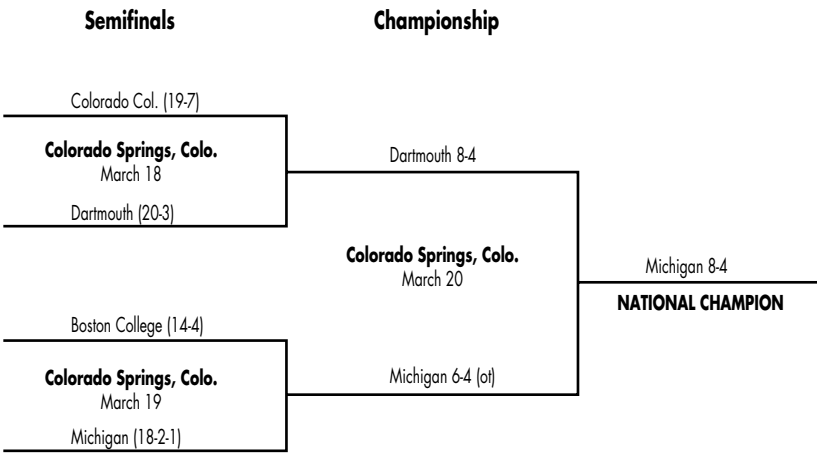 Semifinals
Championship
Colorado Col. (19-7)
Colorado Springs, Colo.
March 18
Dartmouth (20-3)
Dartmouth 8-4
Colorado Springs, Colo.
March 20
Michigan 8-4
NATIONAL CHAMPION
Boston College (14-4)
Colorado Springs, Colo.
March 19
Michigan (18-2-1)
Michigan 6-4 (ot)